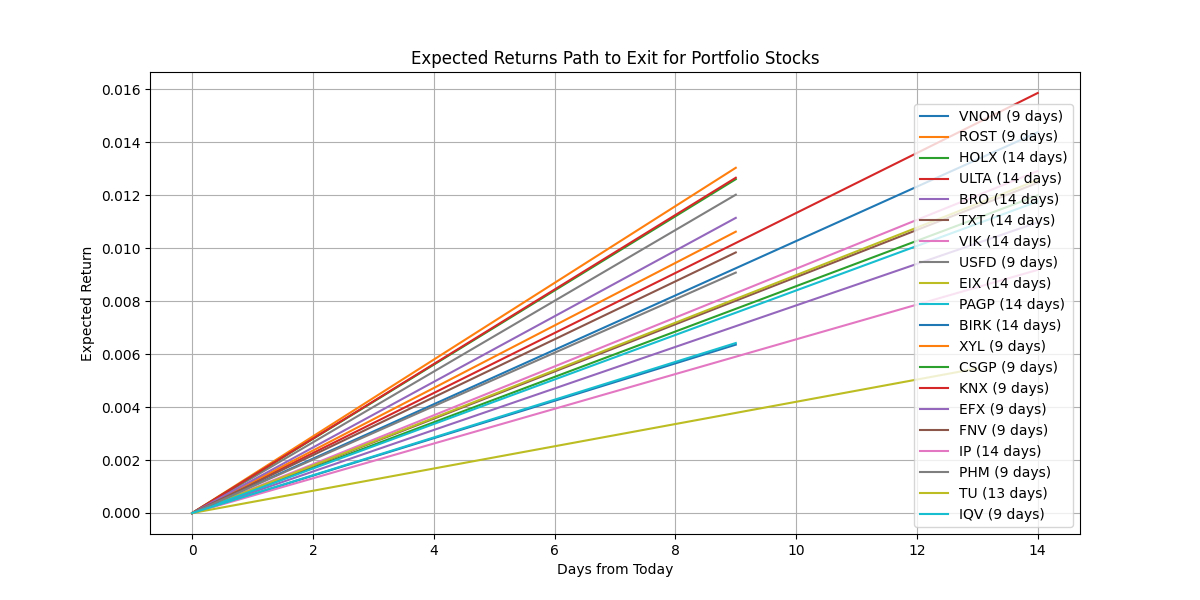 Expected Returns Path to Exit for Portfolio Stocks
Expected Return
0.016
0.014
0.012
0.010
0.008
0.006
0.004
0.002
0.000
VNOM (9 days)
ROST (9 days)
HOLX (14 days)
ULTA (14 days)
BRO (14 days)
TXT (14 days)
VIK (14 days)
USFD (9 days)
EIX (14 days)
PAGP (14 days)
BIRK (14 days)
XYL (9 days)
CSGP (9 days)
KNX (9 days)
EFX (9 days)
FNV (9 days)
IP (14 days)
PHM (9 days)
TU (13 days)
IQV (9 days)
0 2 4 6 8 10 12 14
Days from Today